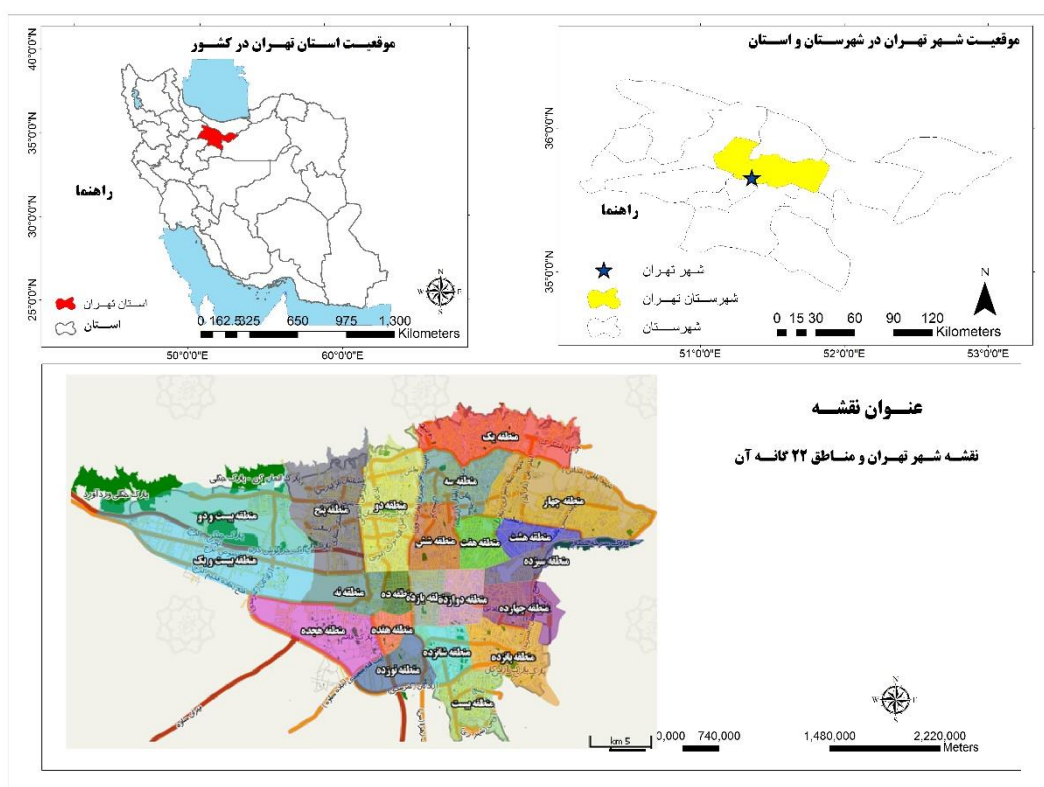 موقعیت استان تهران در کشور
40°0'0"N
35°0'0"N
30°0'0"N
25°0'0"N
راهنما
استان تهران
استان
0 162.5 325 650 975 1,300
Kilometers
50°0'0"E 60°0'0"E
موقعیت شهر تهران در شهرستان و استان
36°0'0"N
35°0'0"N
راهنما
شهر تهران
شهرستان تهران
شهرستان
N
0 15 30 60 90 120
Kilometers
51°0'0"E 52°0'0"E 53°0'0"E
عنوان نقشه
نقشه شهر تهران و مناطق ۲۲ گانه آن
منطقه یک
منطقه سه
منطقه دو
منطقه چهار
منطقه پنج
منطقه بیست و دو
منطقه شش
منطقه هفت
منطقه هشت
منطقه سیزده
منطقه بیست و یک
منطقه نه
منطقه ده
منطقه یازده
منطقه دوازده
منطقه چهارده
منطقه هجده
منطقه هفده
منطقه شانزده
منطقه پانزده
منطقه نوزده
منطقه بیست
پارک جنگلی وردآورد
km 5
0,000 740,000 1,480,000 2,220,000
Meters